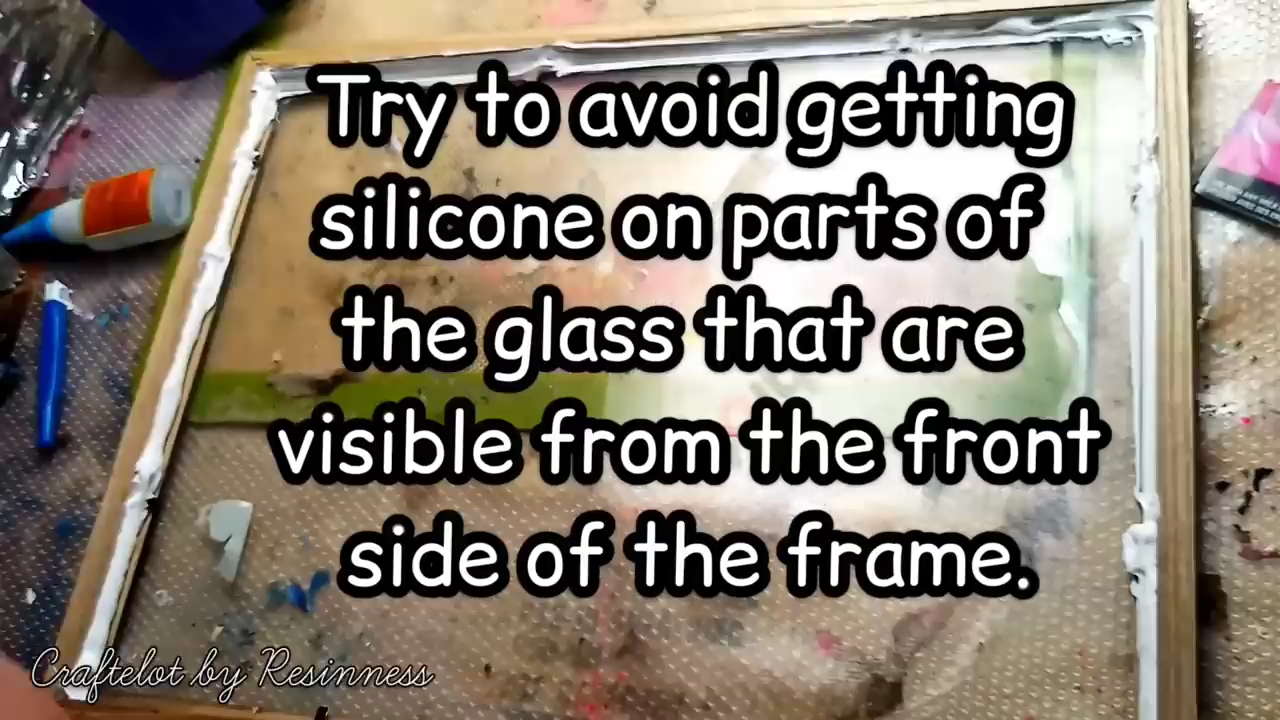 Try to avoid getting
silicone on parts of
the glass that are
visible from the front
side of the frame.
Craftelot by Resinness